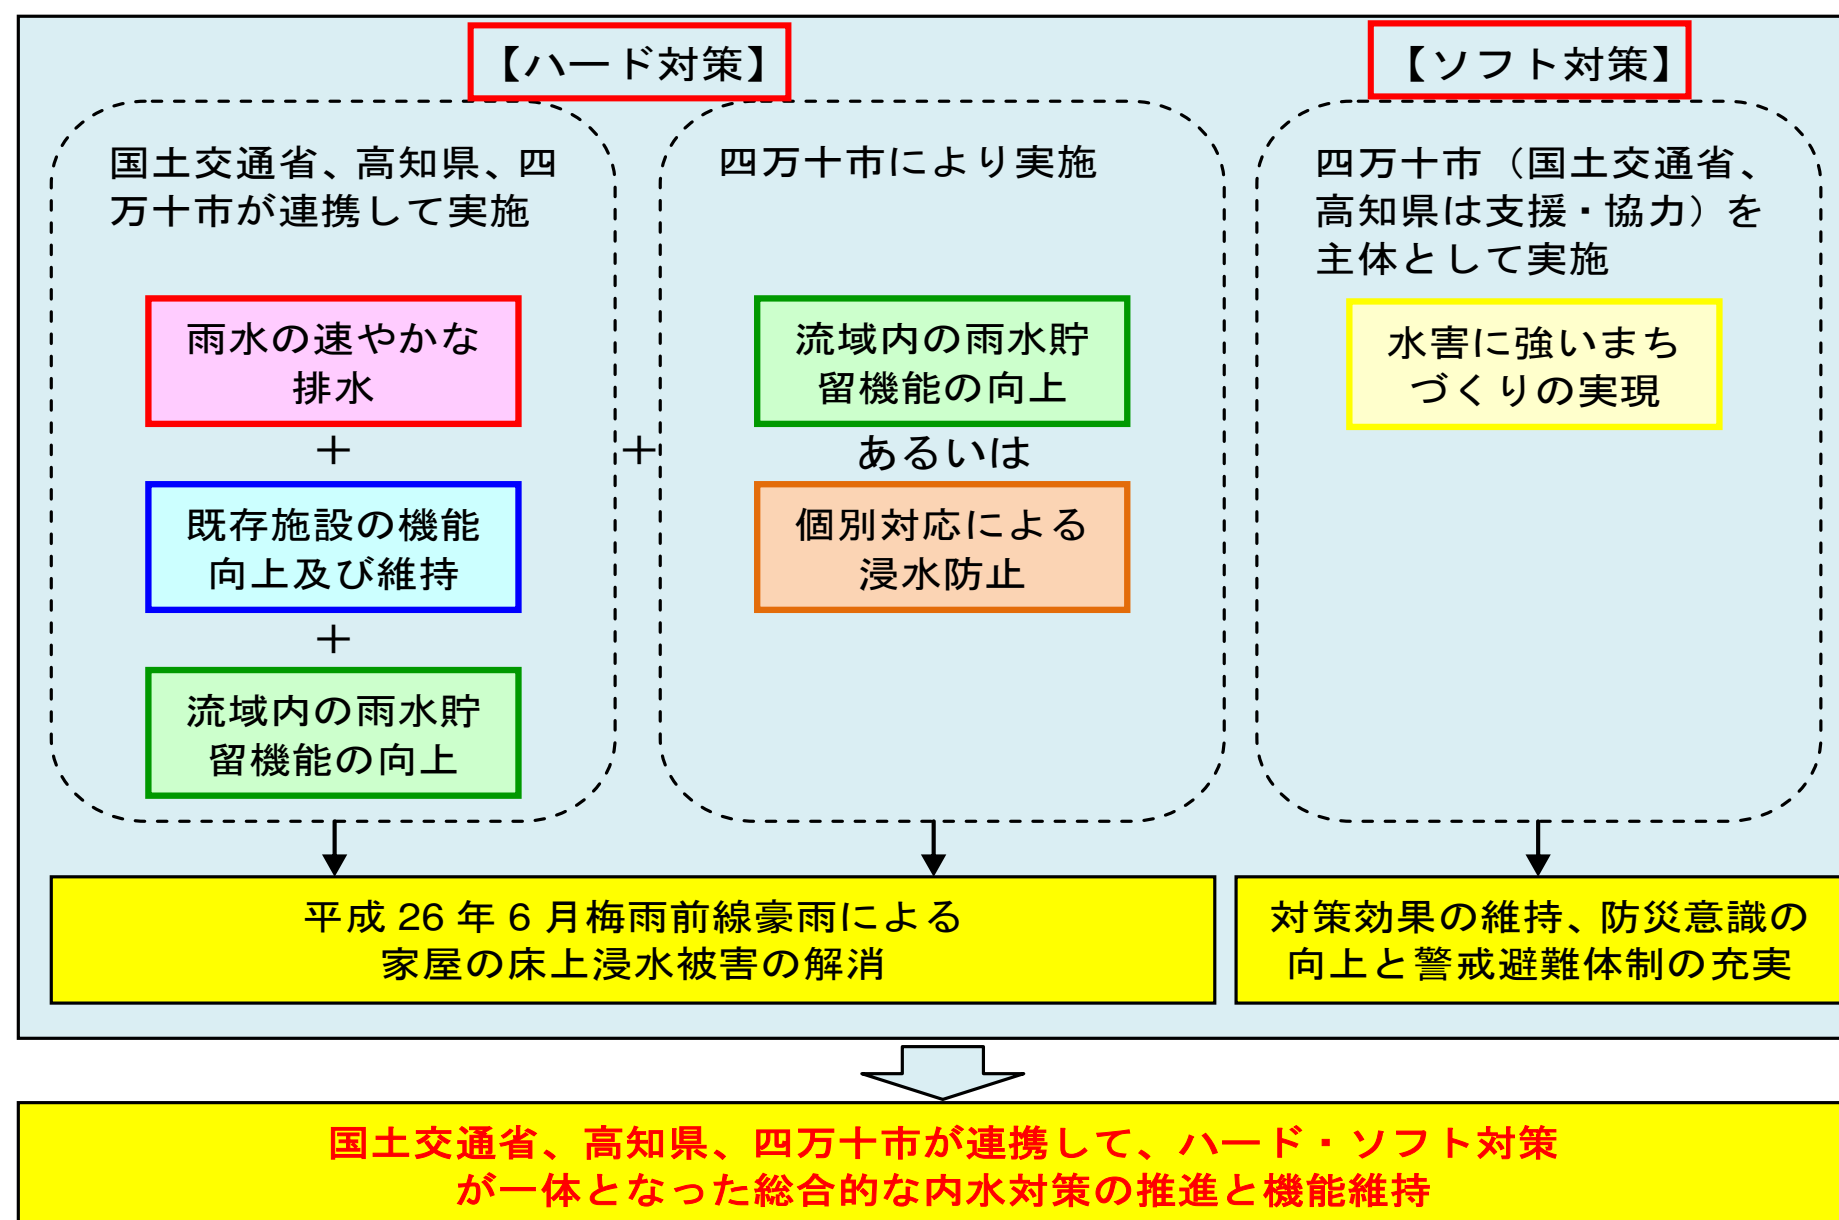 【ハード対策】
国土交通省、高知県、四
万十市が連携して実施
雨水の速やかな
排水
＋
既存施設の機能
向上及び維持
＋
流域内の雨水貯
留機能の向上
＋
四万十市により実施
流域内の雨水貯
留機能の向上
あるいは
個別対応による
浸水防止
【ソフト対策】
四万十市（国土交通省、
高知県は支援・協力）を
主体として実施
水害に強いまち
づくりの実現
平成 26 年 6 月梅雨前線豪雨による
家屋の床上浸水被害の解消
対策効果の維持、防災意識の
向上と警戒避難体制の充実
国土交通省、高知県、四万十市が連携して、ハード・ソフト対策
が一体となった総合的な内水対策の推進と機能維持